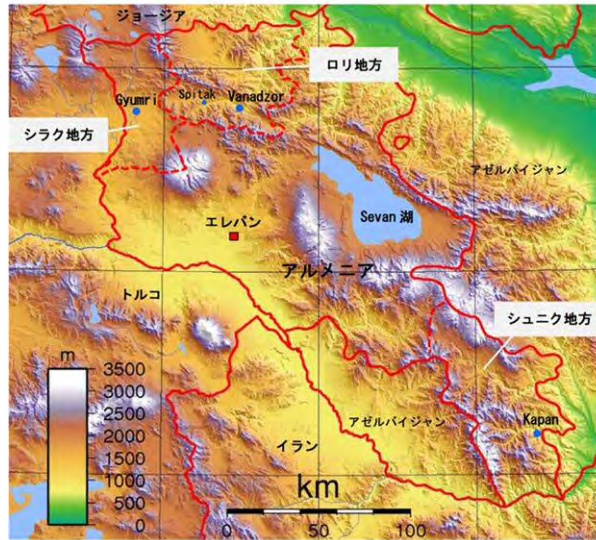 ジョージア
ロリ地方
Gyumri
Spitak
Vanadzor
シラク地方
アゼルバイジャン
Sevan 湖
エレバン
アルメニア
トルコ
シュニク地方
m
3500
3000
2500
2000
1500
1000
500
0
アゼルバイジャン
Kapan
イラン
km
0
50
100